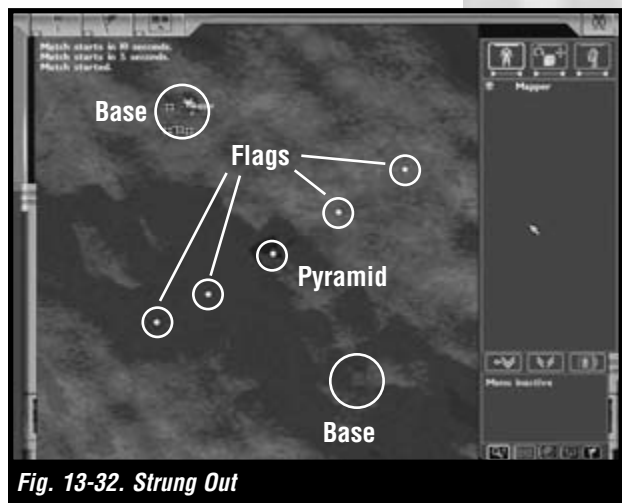 Match starts in 10 seconds.
Match starts in 5 seconds.
Match started.
Mapper
Base
Flags
Pyramid
Base
Menu inactive
Fig. 13-32. Strung Out